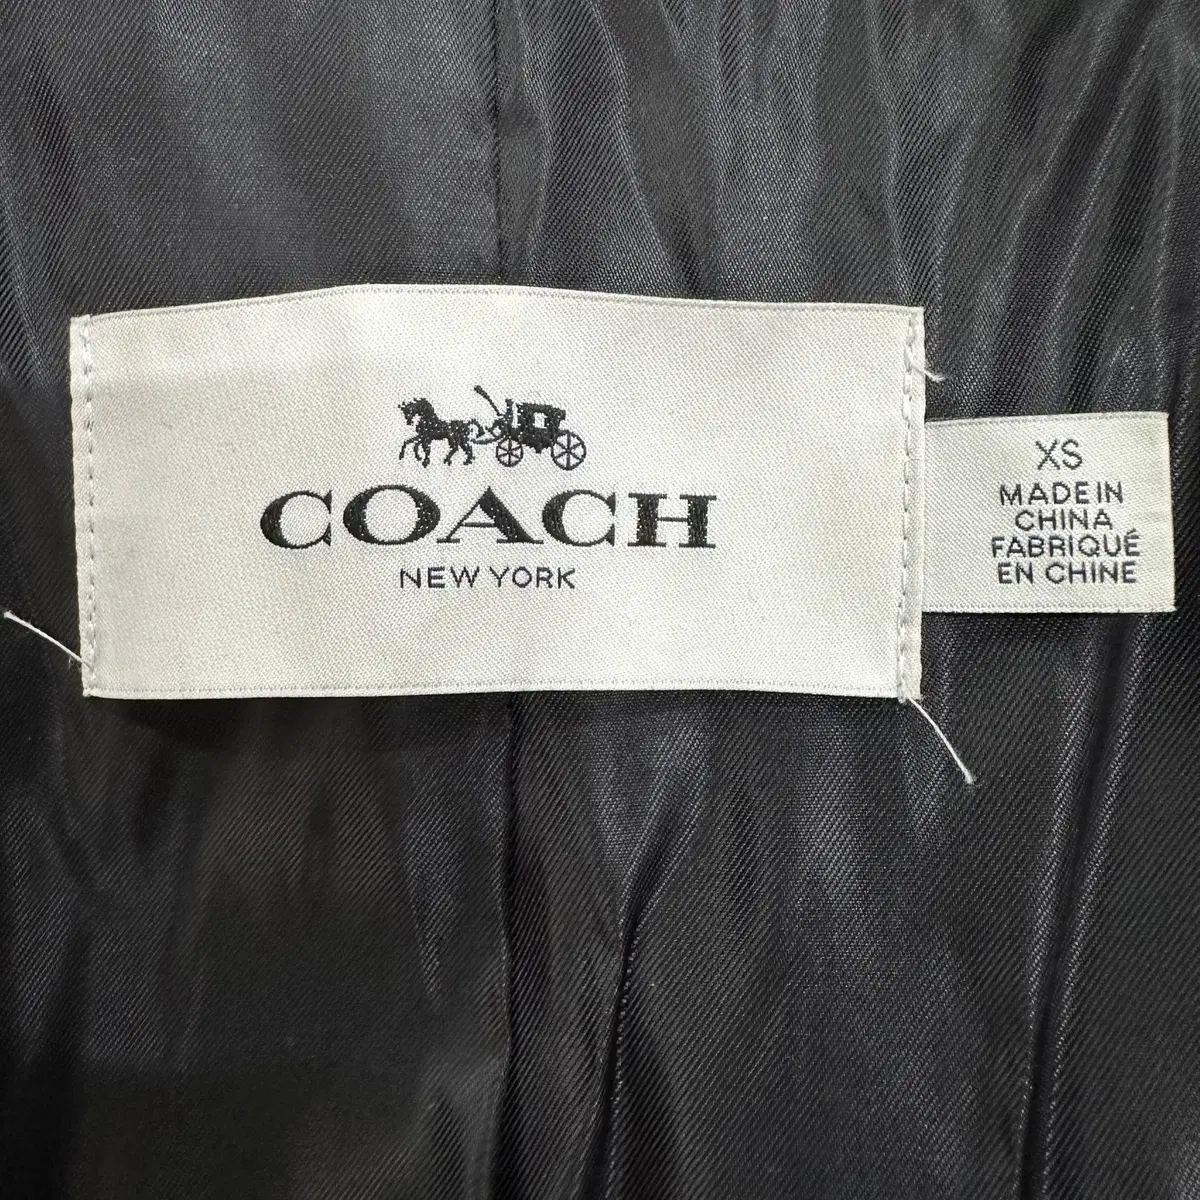 COACH
NEW YORK
XS
MADE IN
CHINA
FABRIQUÉ
EN CHINE